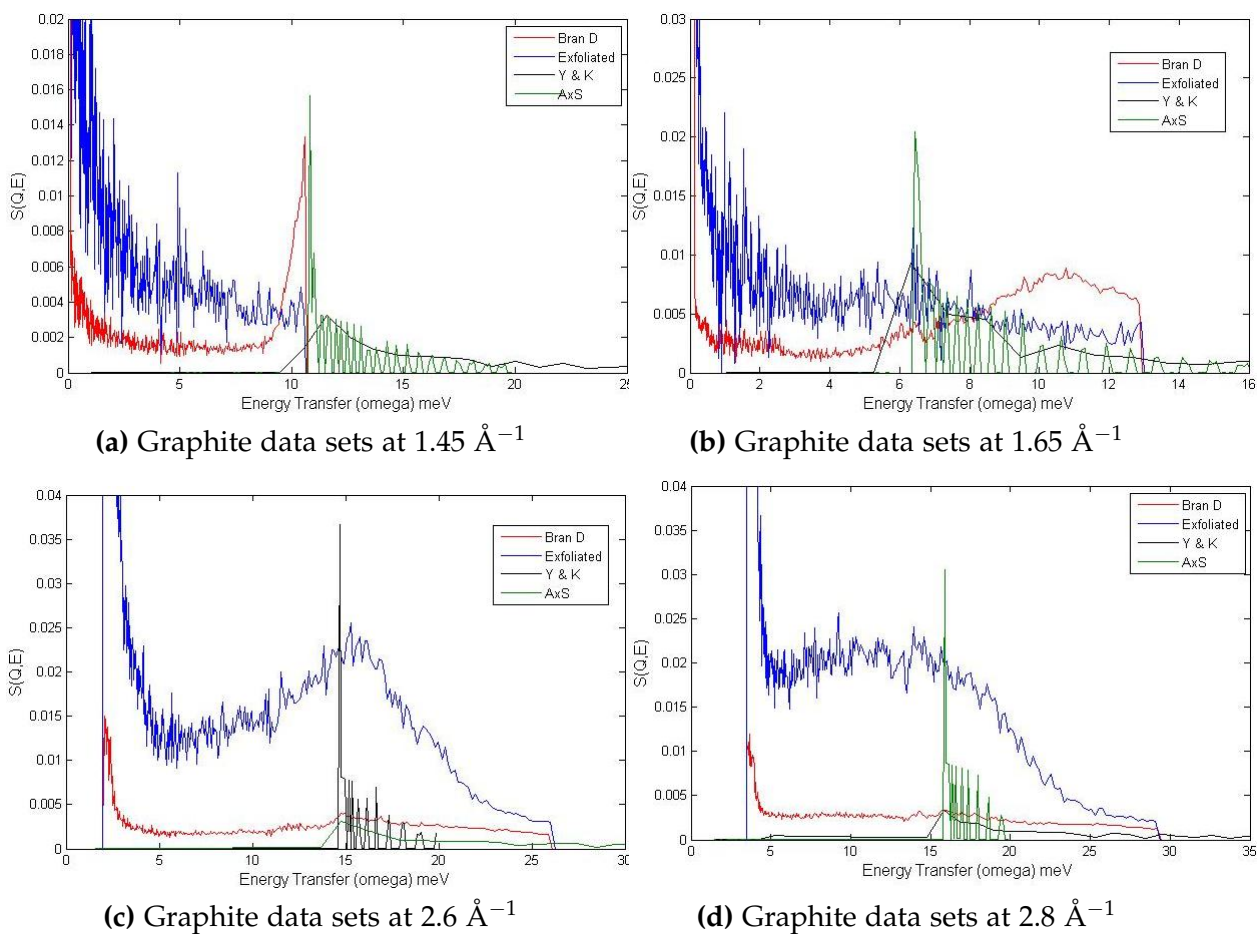 0.02
0.018
0.016
0.014
0.012
0.01
0.008
0.006
0.004
0.002
0
S(Q,E)
Bran D
Exfoliated
Y & K
AxS
0
5
10
15
20
25
Energy Transfer (omega) meV
(a) Graphite data sets at 1.45 Å−1
0.03
0.025
0.02
0.015
0.01
0.005
0
S(Q,E)
Bran D
Exfoliated
Y & K
AxS
0
2
4
6
8
10
12
14
16
Energy Transfer (omega) meV
(b) Graphite data sets at 1.65 Å−1
0.04
0.035
0.03
0.025
0.02
0.015
0.01
0.005
0
S(Q,E)
Bran D
Exfoliated
Y & K
AxS
0
5
10
15
20
25
30
Energy Transfer (omega) meV
(c) Graphite data sets at 2.6 Å−1
0.04
0.035
0.03
0.025
0.02
0.015
0.01
0.005
0
S(Q,E)
Bran D
Exfoliated
Y & K
AxS
0
5
10
15
20
25
30
35
Energy Transfer (omega) meV
(d) Graphite data sets at 2.8 Å−1